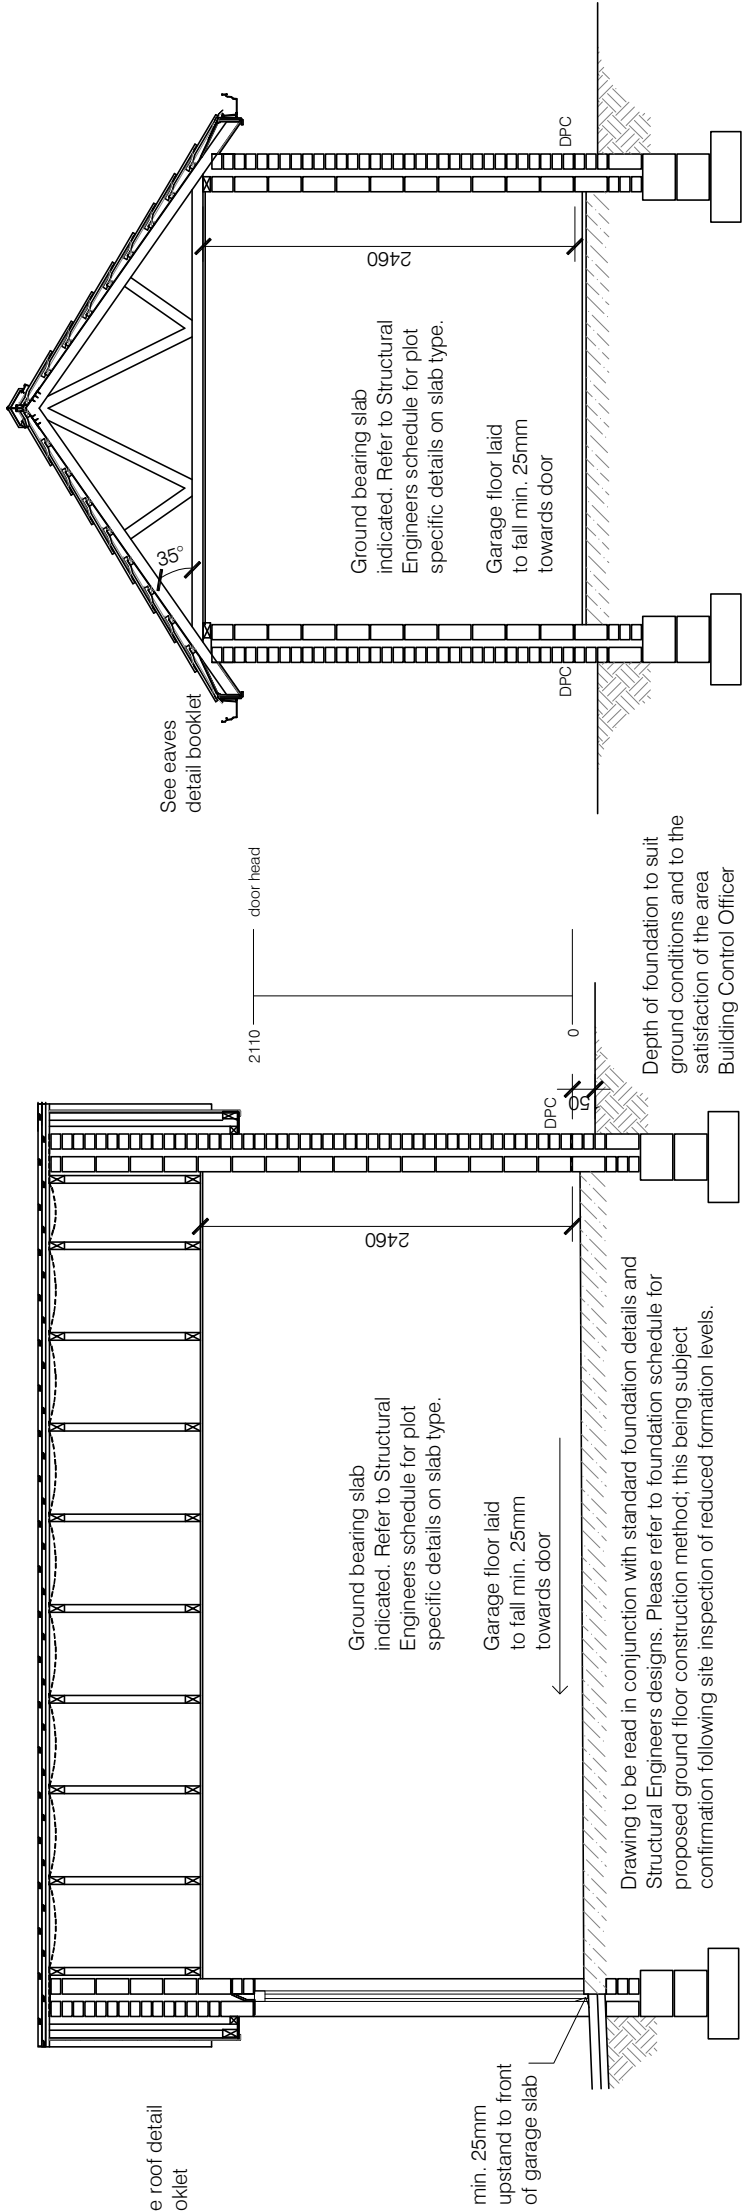 e roof detail
oklet
min. 25mm
upstand to front
of garage slab
Ground bearing slab
indicated. Refer to Structural
Engineers schedule for plot
specific details on slab type.
Garage floor laid
to fall min. 25mm
towards door
2460
DPC
50
Drawing to be read in conjunction with standard foundation details and
Structural Engineers designs. Please refer to foundation schedule for
proposed ground floor construction method; this being subject
confirmation following site inspection of reduced formation levels.
2110
door head
0
Depth of foundation to suit
ground conditions and to the
satisfaction of the area
Building Control Officer
See eaves
detail booklet
35°
Ground bearing slab
indicated. Refer to Structural
Engineers schedule for plot
specific details on slab type.
Garage floor laid
to fall min. 25mm
towards door
2460
DPC
DPC